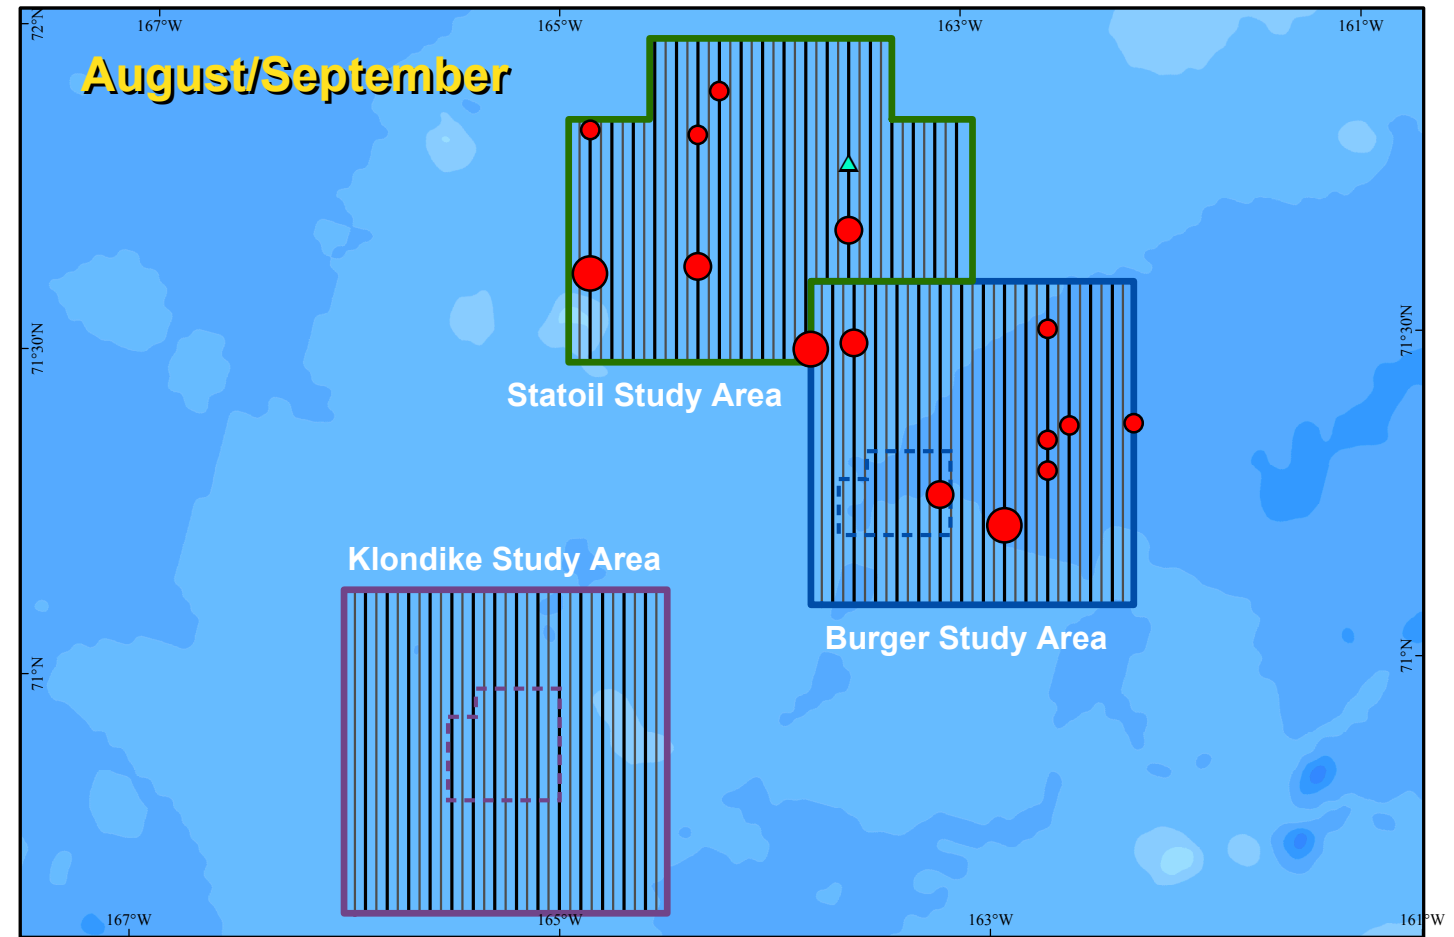 167°W 165°W 163°W 161°W
72°N
August/September
71°30'N 71°30'N
Statoil Study Area
Klondike Study Area
Burger Study Area
71°N 71°N
167°W 165°W 163°W 161°W